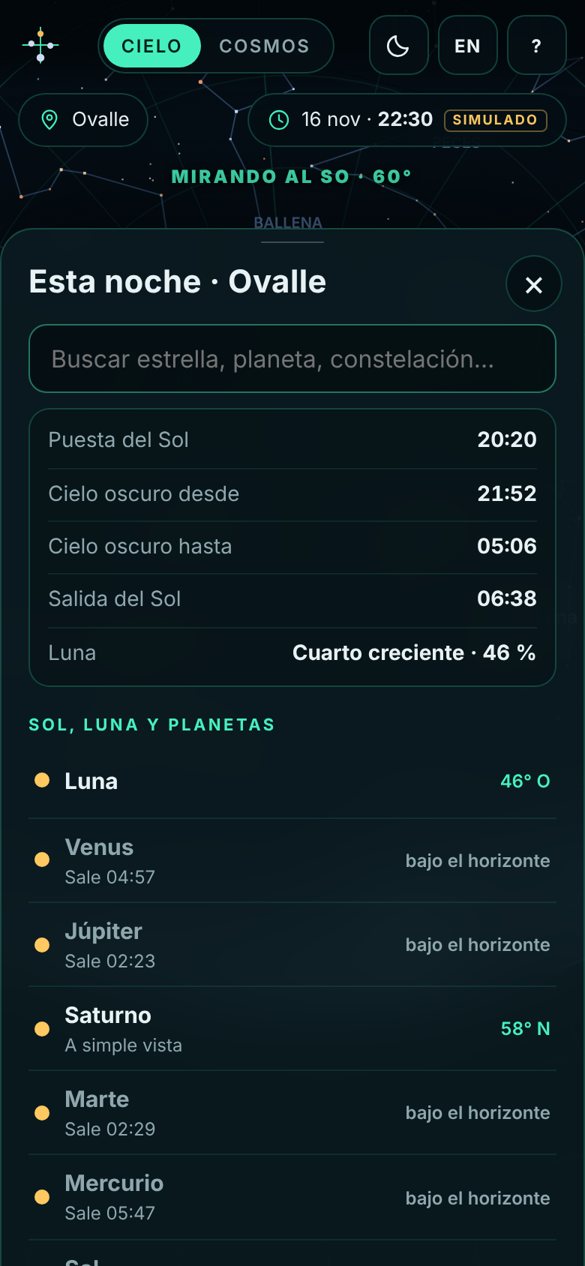 CIELO COSMOS EN ?
Ovalle 16 nov · 22:30 SIMULADO
MIRANDO AL SO · 60°
BALLENA
Esta noche · Ovalle
Buscar estrella, planeta, constelación...
Puesta del Sol 20:20
Cielo oscuro desde 21:52
Cielo oscuro hasta 05:06
Salida del Sol 06:38
Luna Cuarto creciente · 46 %
SOL, LUNA Y PLANETAS
Luna 46° O
Venus
Sale 04:57 bajo el horizonte
Júpiter
Sale 02:23 bajo el horizonte
Saturno
A simple vista 58° N
Marte
Sale 02:29 bajo el horizonte
Mercurio
Sale 05:47 bajo el horizonte